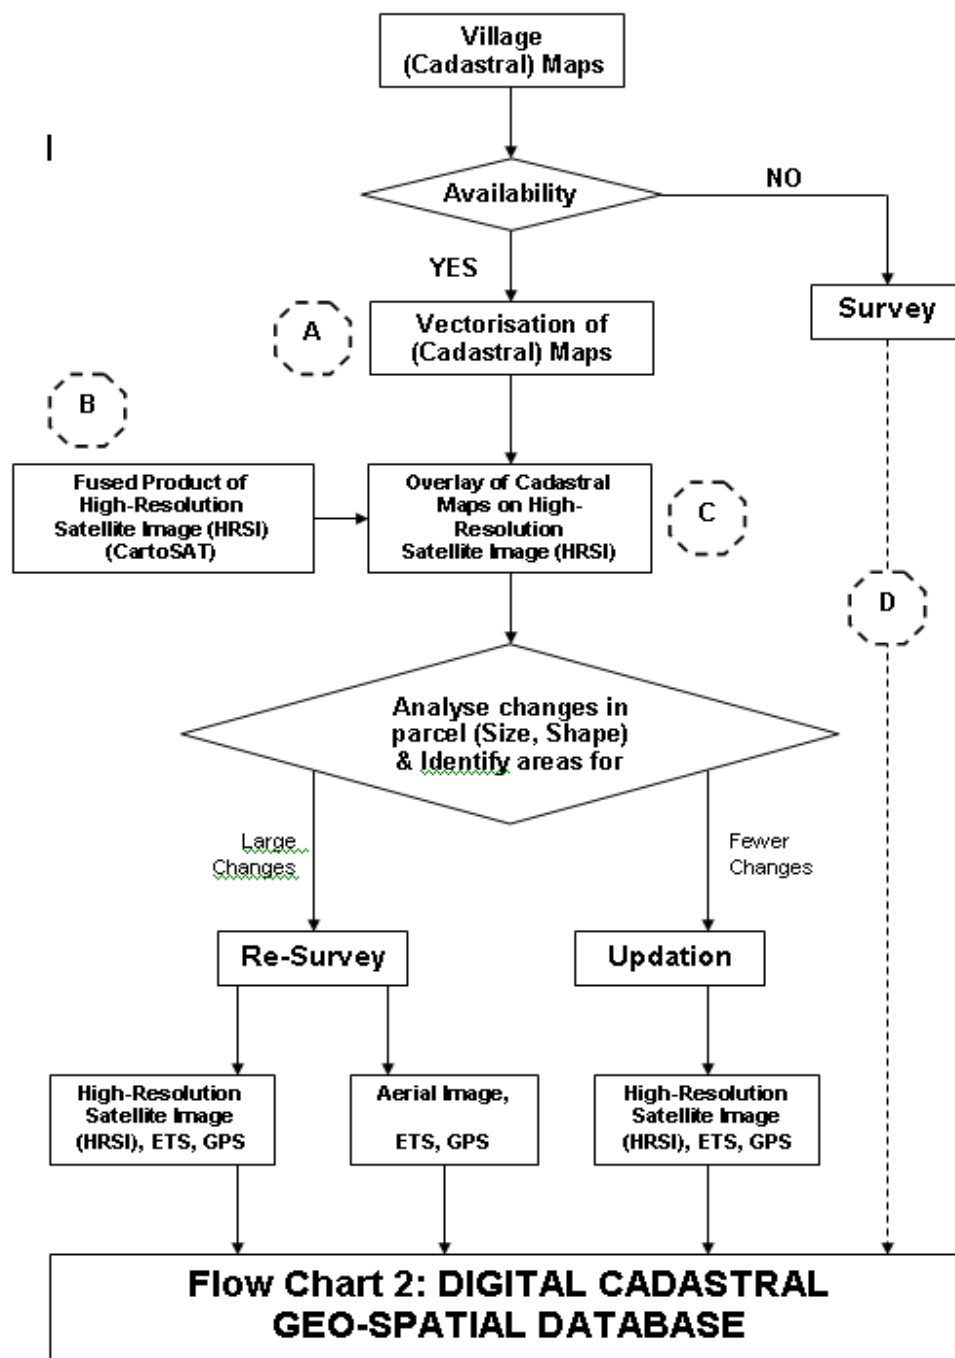 Village
(Cadastral) Maps
|
Availability
NO
YES
Survey
A
Vectorisation of
(Cadastral) Maps
B
Fused Product of
High-Resolution
Satellite Image (HRSI)
(CartoSAT)
Overlay of Cadastral
Maps on High-
Resolution
Satellite Image (HRSI)
C
D
Analyse changes in
parcel (Size, Shape)
& Identify areas for
Large
Changes
Fewer
Changes
Re-Survey
Updation
High-Resolution
Satellite Image
(HRSI), ETS, GPS
Aerial Image,
ETS, GPS
High-Resolution
Satellite Image
(HRSI), ETS, GPS
Flow Chart 2: DIGITAL CADASTRAL
GEO-SPATIAL DATABASE